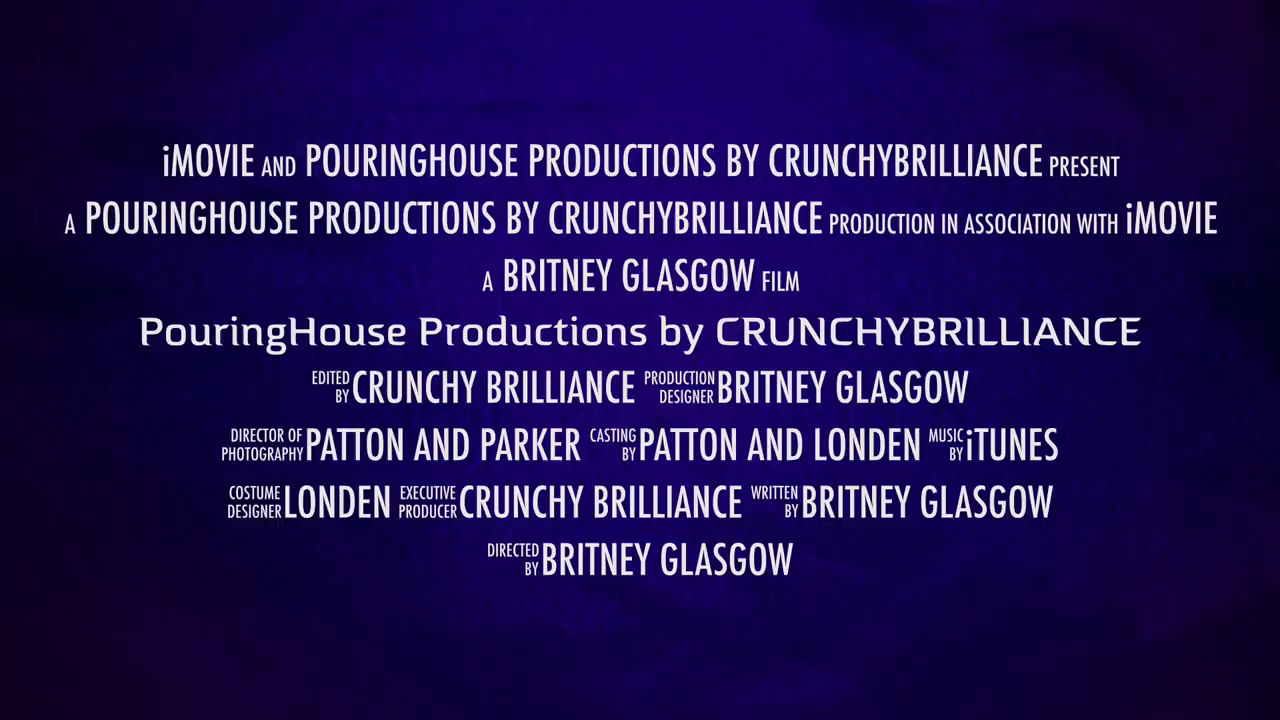 iMOVIE AND POURINGHOUSE PRODUCTIONS BY CRUNCHYBRILLIANCE PRESENT
A POURINGHOUSE PRODUCTIONS BY CRUNCHYBRILLIANCE PRODUCTION IN ASSOCIATION WITH iMOVIE
A BRITNEY GLASGOW FILM
PouringHouse Productions by CRUNCHYBRILLIANCE
EDITED BY CRUNCHY BRILLIANCE PRODUCTION DESIGNER BRITNEY GLASGOW
DIRECTOR OF PHOTOGRAPHY PATTON AND PARKER CASTING BY PATTON AND LONDEN MUSIC BY iTUNES
COSTUME DESIGNER LONDEN EXECUTIVE PRODUCER CRUNCHY BRILLIANCE WRITTEN BY BRITNEY GLASGOW
DIRECTED BY BRITNEY GLASGOW